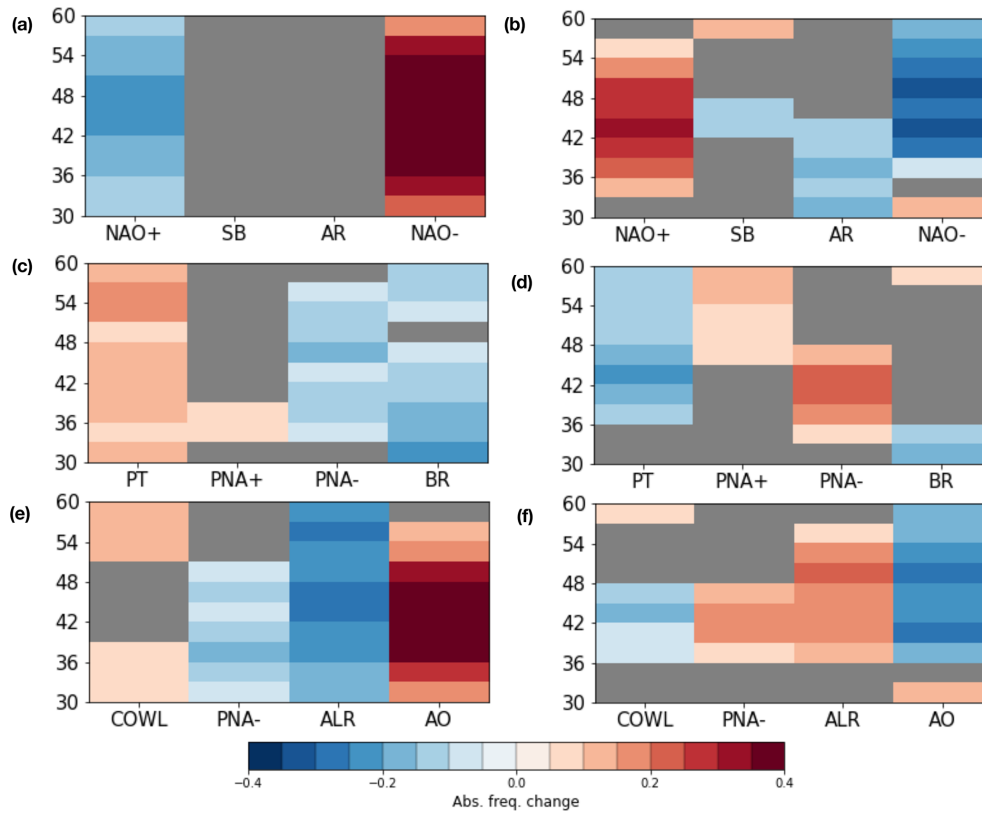 (a)
60
54
48
42
36
30
NAO+ SB AR NAO-
(b)
60
54
48
42
36
30
NAO+ SB AR NAO-
(c)
60
54
48
42
36
30
PT PNA+ PNA- BR
(d)
60
54
48
42
36
30
PT PNA+ PNA- BR
(e)
60
54
48
42
36
30
COWL PNA- ALR AO
(f)
60
54
48
42
36
30
COWL PNA- ALR AO
−0.4 −0.2 0.0 0.2 0.4
Abs. freq. change